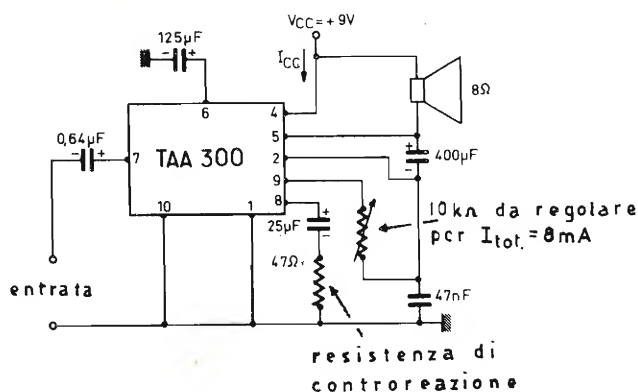 VCC = +9V
125µF
- +
ICC
8Ω
6
4
0,64µF
- +
7
TAA 300
5
2
9
8
+
400µF
-
10
1
25µF
+
-
10kΩ da regolare
per Itot. = 8mA
47Ω
entrata
47nF
resistenza di
controreazione